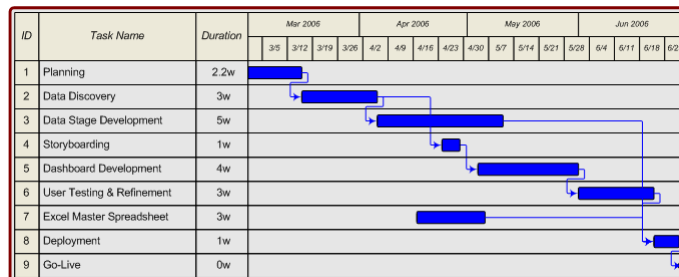 ID Task Name Duration Mar 2006 Apr 2006 May 2006 Jun 2006
3/5 3/12 3/19 3/26 4/2 4/9 4/16 4/23 4/30 5/7 5/14 5/21 5/28 6/4 6/11 6/18
1 Planning 2.2w
2 Data Discovery 3w
3 Data Stage Development 5w
4 Storyboarding 1w
5 Dashboard Development 4w
6 User Testing & Refinement 3w
7 Excel Master Spreadsheet 3w
8 Deployment 1w
9 Go-Live 0w